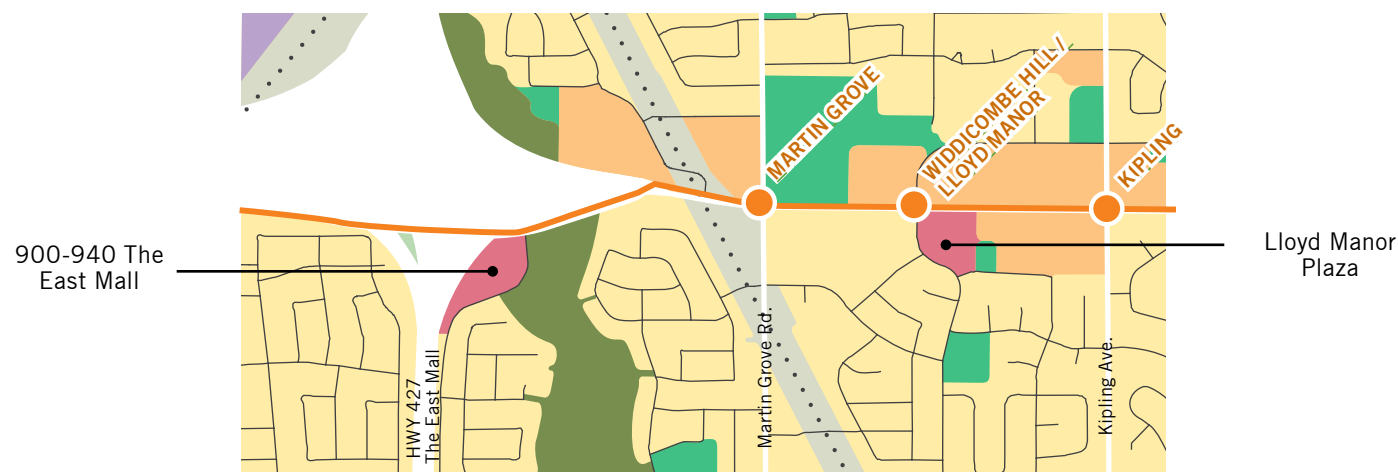 MARTIN GROVE
WIDDICOMBE HILL /
LLOYD MANOR
KIPLING
900-940 The
East Mall
Lloyd Manor
Plaza
HWY 427
The East Mall
Martin Grove Rd.
Kipling Ave.